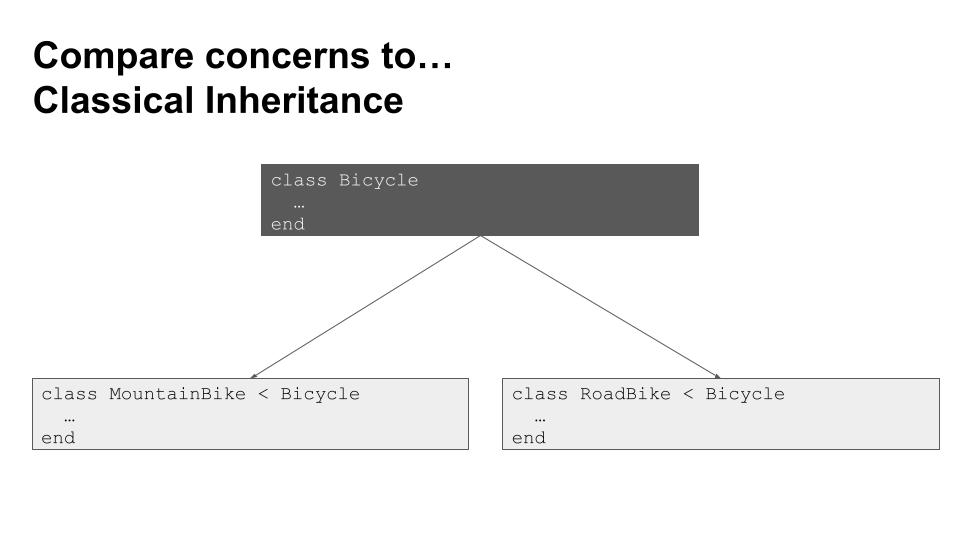 Compare concerns to…
Classical Inheritance
class Bicycle
  …
end
class MountainBike < Bicycle
  …
end
class RoadBike < Bicycle
  …
end